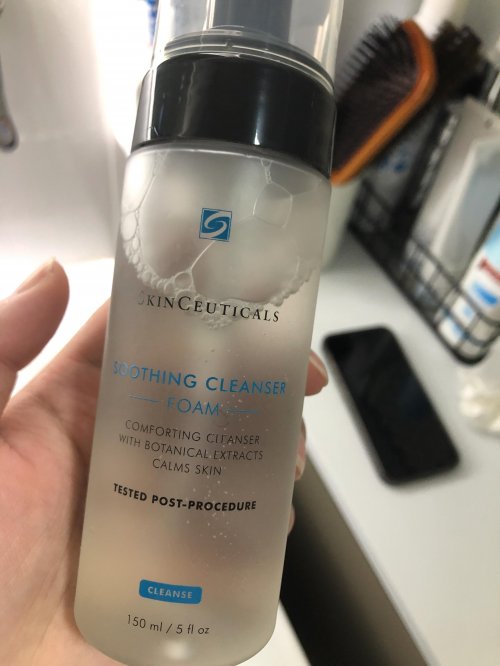 SKINCEUTICALS
SOOTHING CLEANSER
FOAM
COMFORTING CLEANSER
WITH BOTANICAL EXTRACTS
CALMS SKIN
TESTED POST-PROCEDURE
CLEANSE
150 ml / 5 fl oz